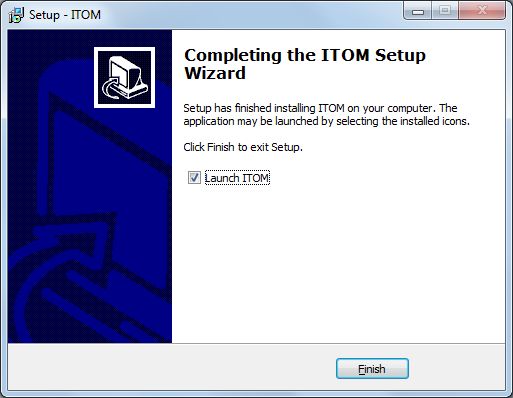 Setup - ITOM
Completing the ITOM Setup
Wizard
Setup has finished installing ITOM on your computer. The
application may be launched by selecting the installed icons.
Click Finish to exit Setup.
Launch ITOM
Finish